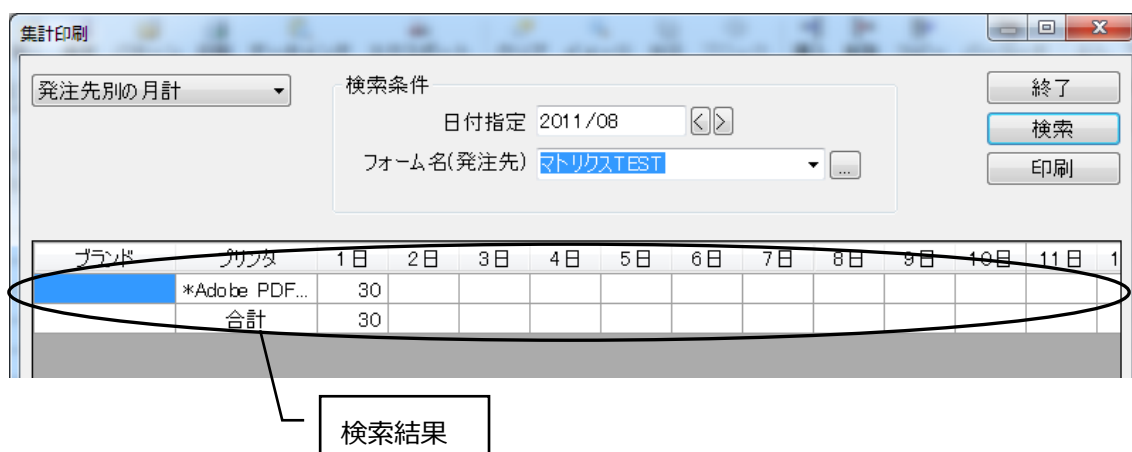 集計印刷
発注先別の月計
検索条件
日付指定 2011/08 < >
フォーム名(発注先) マトリクスTEST ...
終了
検索
印刷
ブランド プリンタ 1日 2日 3日 4日 5日 6日 7日 8日 9日 10日 11日 1
*Adobe PDF... 30
合計 30
検索結果